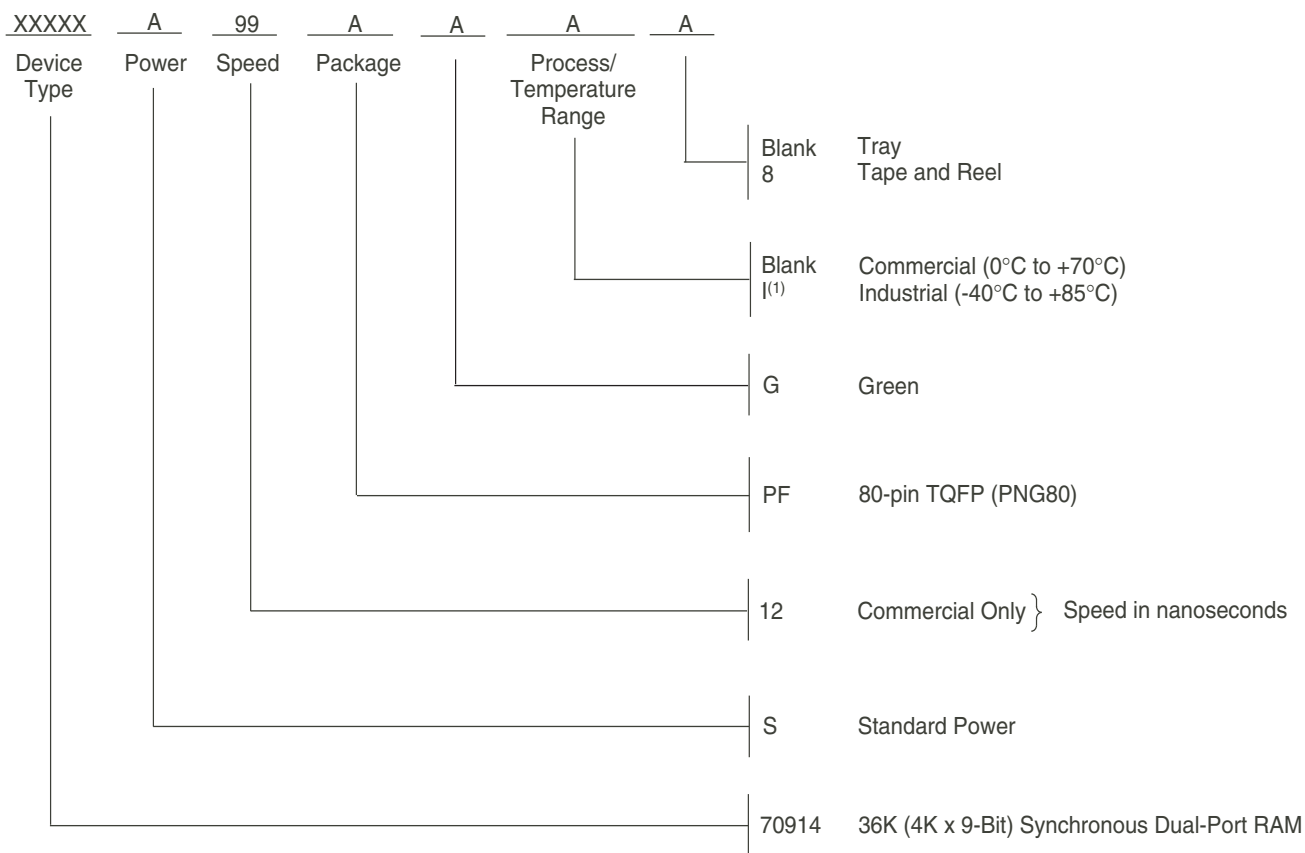 XXXXX A 99 A A A A
Device Type Power Speed Package Process/ Temperature Range
Blank Tray
8 Tape and Reel
Blank Commercial (0°C to +70°C)
I(1) Industrial (-40°C to +85°C)
G Green
PF 80-pin TQFP (PNG80)
12 Commercial Only } Speed in nanoseconds
S Standard Power
70914 36K (4K x 9-Bit) Synchronous Dual-Port RAM